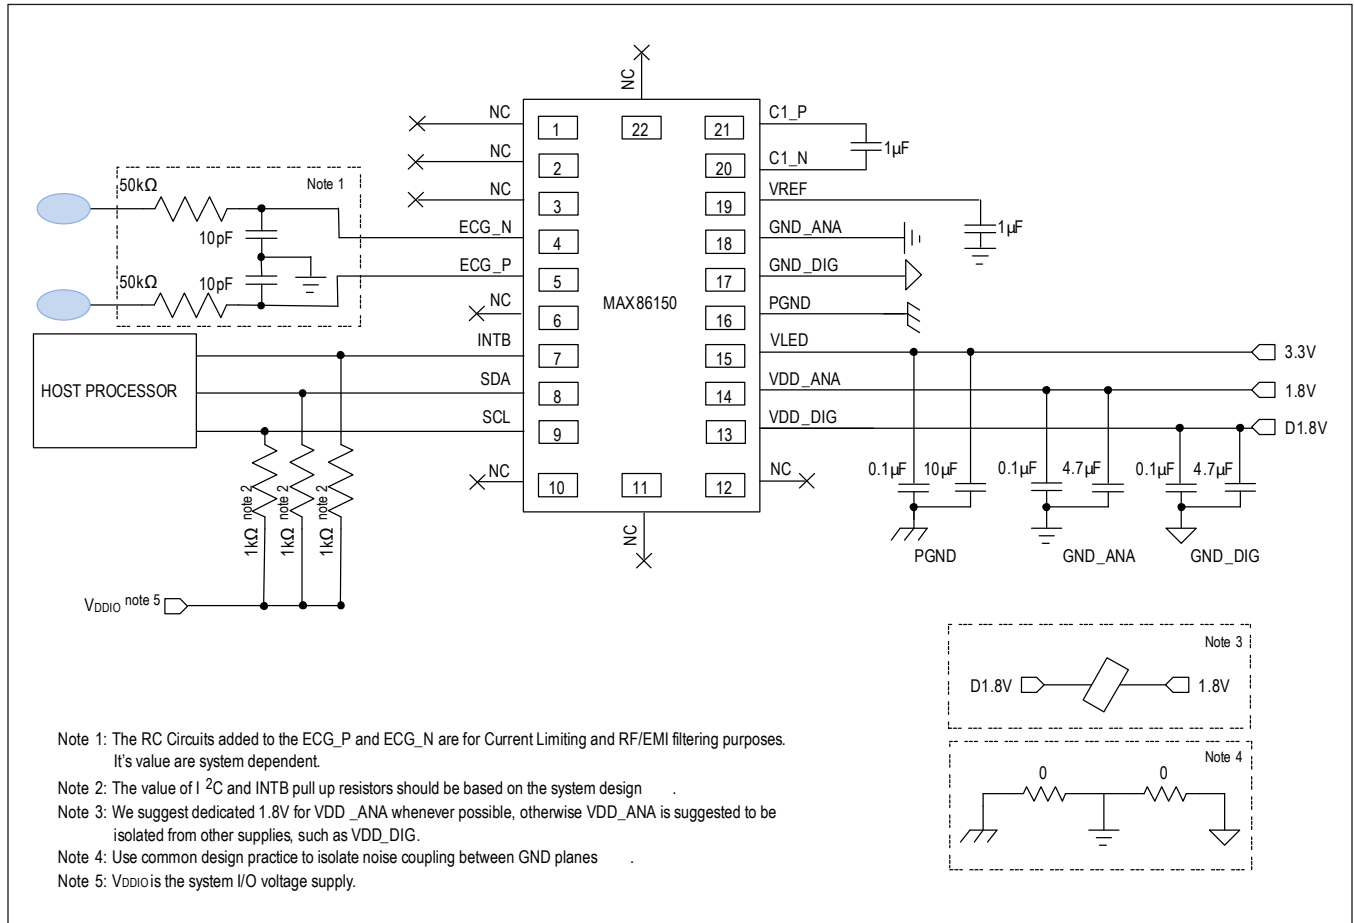 NC
NC
1
22
21
C1_P
1µF
NC
2
20
C1_N
50kΩ
Note 1
NC
3
19
VREF
1µF
10pF
ECG_N
4
18
GND_ANA
50kΩ
10pF
ECG_P
5
17
GND_DIG
NC
6
MAX86150
16
PGND
HOST PROCESSOR
INTB
7
15
VLED
3.3V
SDA
8
14
VDD_ANA
1.8V
SCL
9
13
VDD_DIG
D1.8V
NC
10
11
12
NC
NC
0.1µF
10µF
0.1µF
4.7µF
0.1µF
4.7µF
1kΩ note 2
1kΩ note 2
1kΩ note 2
PGND
GND_ANA
GND_DIG
VDDIO note 5
Note 3
D1.8V
1.8V
Note 4
0
0
Note 1: The RC Circuits added to the ECG_P and ECG_N are for Current Limiting and RF/EMI filtering purposes.
It's value are system dependent.
Note 2: The value of I 2C and INTB pull up resistors should be based on the system design .
Note 3: We suggest dedicated 1.8V for VDD _ANA whenever possible, otherwise VDD_ANA is suggested to be
isolated from other supplies, such as VDD_DIG.
Note 4: Use common design practice to isolate noise coupling between GND planes .
Note 5: VDDIO is the system I/O voltage supply.